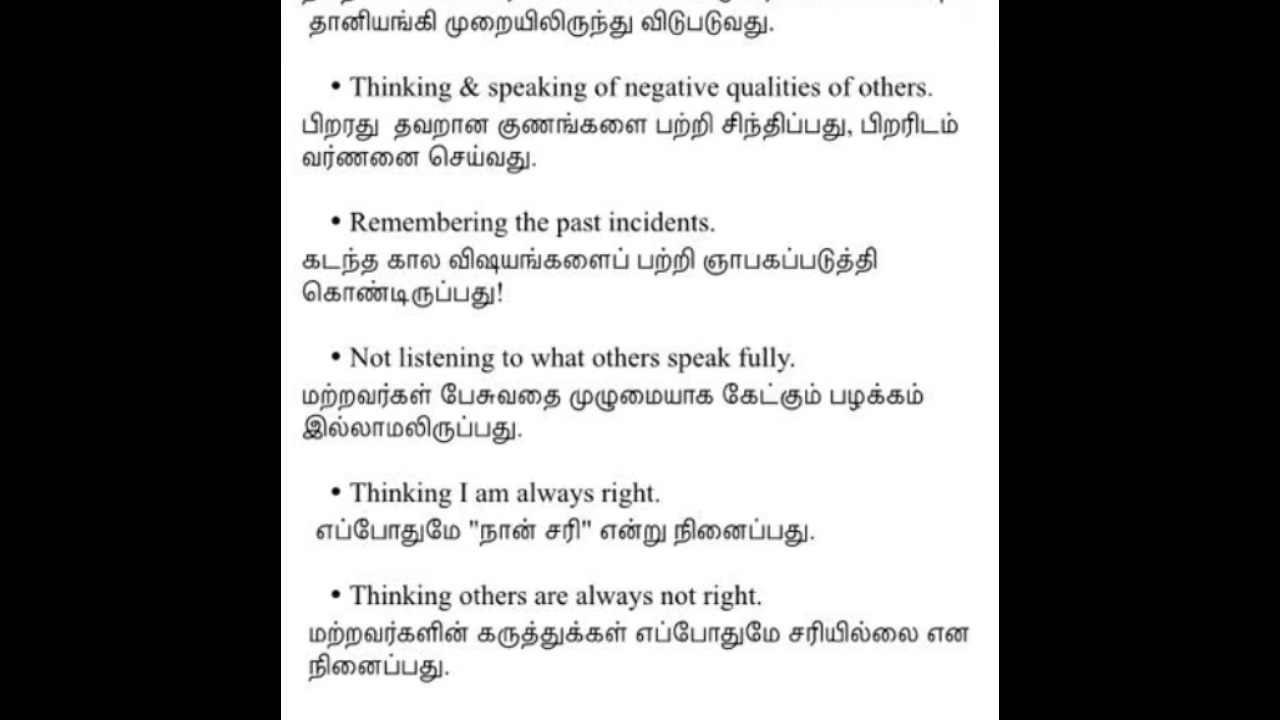 தானியங்கி முறையிலிருந்து விடுபடுவது.
• Thinking & speaking of negative qualities of others.
பிறரது தவறான குணங்களை பற்றி சிந்திப்பது, பிறரிடம்
வர்ணனை செய்வது.
• Remembering the past incidents.
கடந்த கால விஷயங்களைப் பற்றி ஞாபகப்படுத்தி
கொண்டிருப்பது!
• Not listening to what others speak fully.
மற்றவர்கள் பேசுவதை முழுமையாக கேட்கும் பழக்கம்
இல்லாமலிருப்பது.
• Thinking I am always right.
எப்போதுமே "நான் சரி" என்று நினைப்பது.
• Thinking others are always not right.
மற்றவர்களின் கருத்துக்கள் எப்போதுமே சரியில்லை என
நினைப்பது.